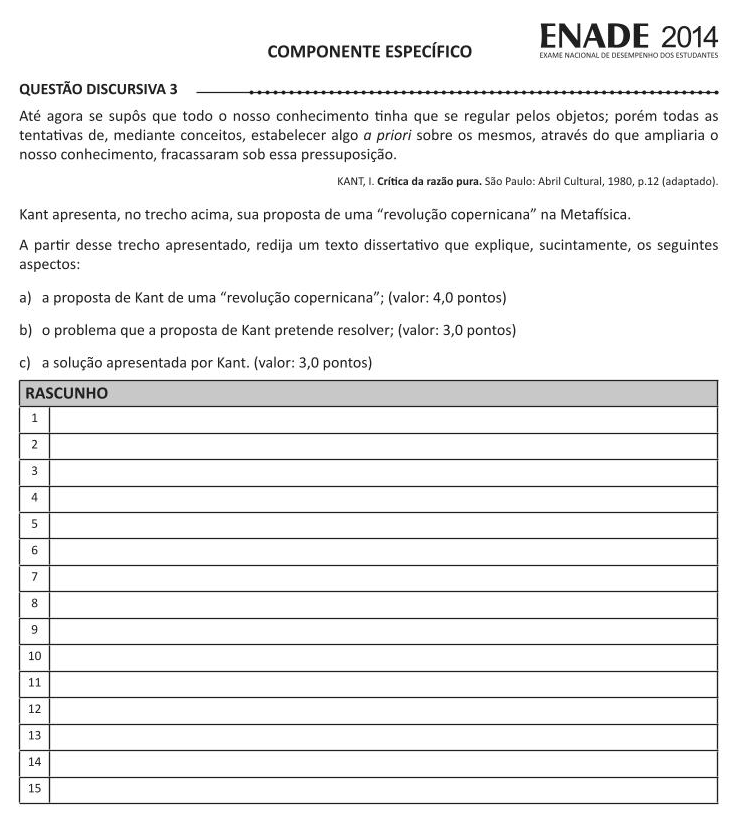 ENADE 2014
EXAME NACIONAL DE DESEMPENHO DOS ESTUDANTES
COMPONENTE ESPECÍFICO
QUESTÃO DISCURSIVA 3
Até agora se supôs que todo o nosso conhecimento tinha que se regular pelos objetos; porém todas as
tentativas de, mediante conceitos, estabelecer algo a priori sobre os mesmos, através do que ampliaria o
nosso conhecimento, fracassaram sob essa pressuposição.
KANT, I. Crítica da razão pura. São Paulo: Abril Cultural, 1980, p.12 (adaptado).
Kant apresenta, no trecho acima, sua proposta de uma “revolução copernicana” na Metafísica.
A partir desse trecho apresentado, redija um texto dissertativo que explique, sucintamente, os seguintes
aspectos:
a) a proposta de Kant de uma “revolução copernicana”; (valor: 4,0 pontos)
b) o problema que a proposta de Kant pretende resolver; (valor: 3,0 pontos)
c) a solução apresentada por Kant. (valor: 3,0 pontos)
RASCUNHO
1
2
3
4
5
6
7
8
9
10
11
12
13
14
15